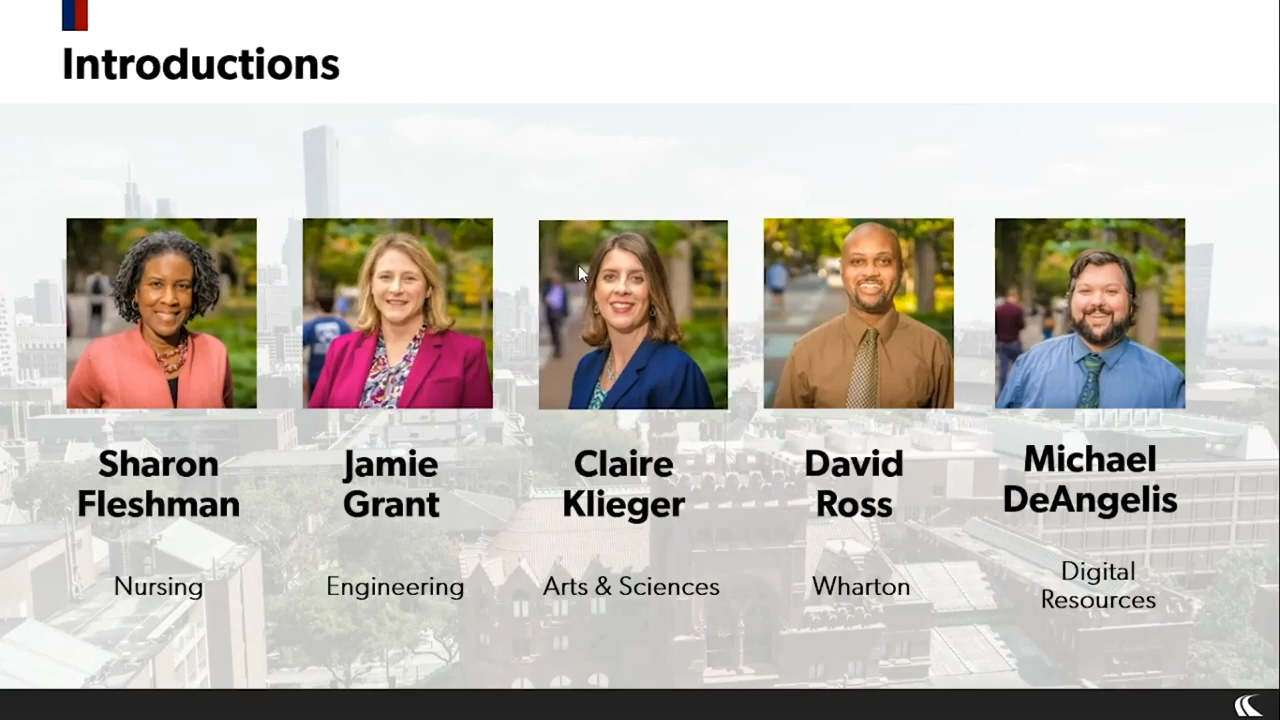 Introductions
Sharon
Fleshman
Jamie
Grant
Claire
Klieger
David
Ross
Michael
DeAngelis
Nursing
Engineering
Arts & Sciences
Wharton
Digital
Resources